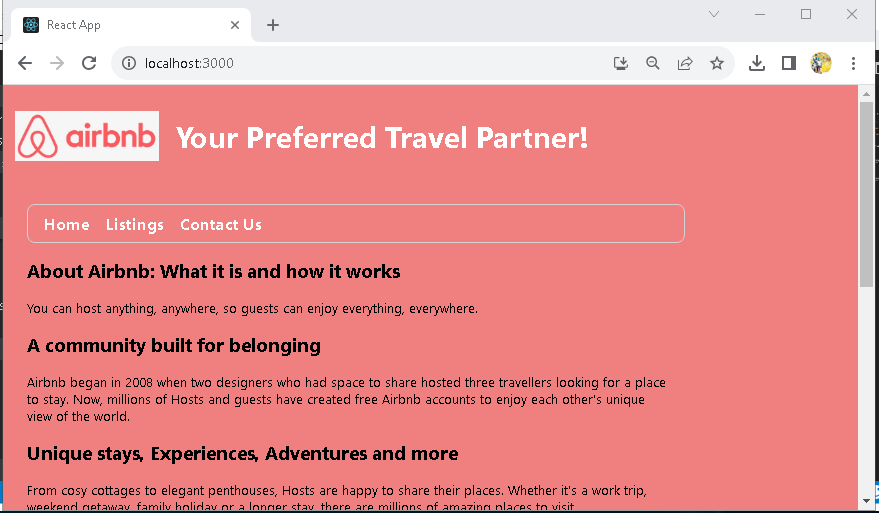 React App
localhost:3000
airbnb
Your Preferred Travel Partner!
Home Listings Contact Us
About Airbnb: What it is and how it works
You can host anything, anywhere, so guests can enjoy everything, everywhere.
A community built for belonging
Airbnb began in 2008 when two designers who had space to share hosted three travellers looking for a place
to stay. Now, millions of Hosts and guests have created free Airbnb accounts to enjoy each other's unique
view of the world.
Unique stays, Experiences, Adventures and more
From cosy cottages to elegant penthouses, Hosts are happy to share their places. Whether it's a work trip,
weekend getaway, family holiday or a longer stay, there are millions of amazing places to visit.